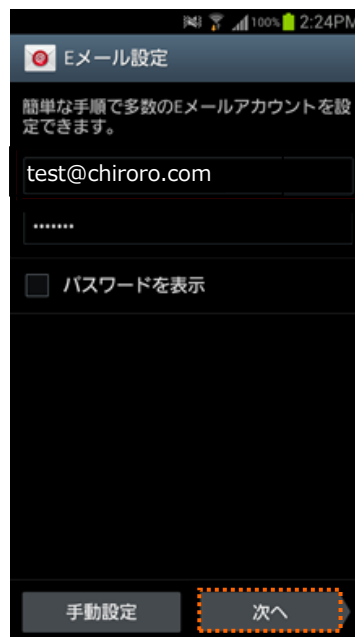 100% 2:24PM
Eメール設定
簡単な手順で多数のEメールアカウントを設
定できます。
test@chiroro.com
•••••••
パスワードを表示
手動設定 次へ